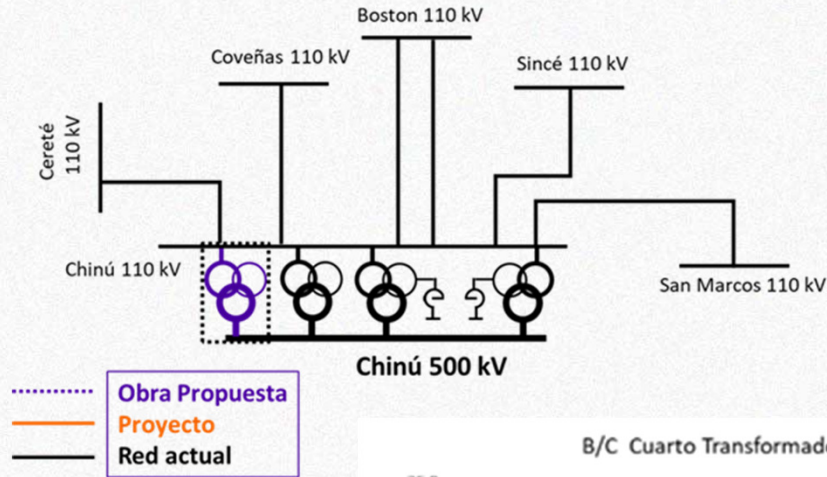 Boston 110 kV
Coveñas 110 kV
Sincé 110 kV
Cereté
110 kV
Chinú 110 kV
San Marcos 110 kV
Chinú 500 kV
Obra Propuesta
Proyecto
Red actual
B/C Cuarto